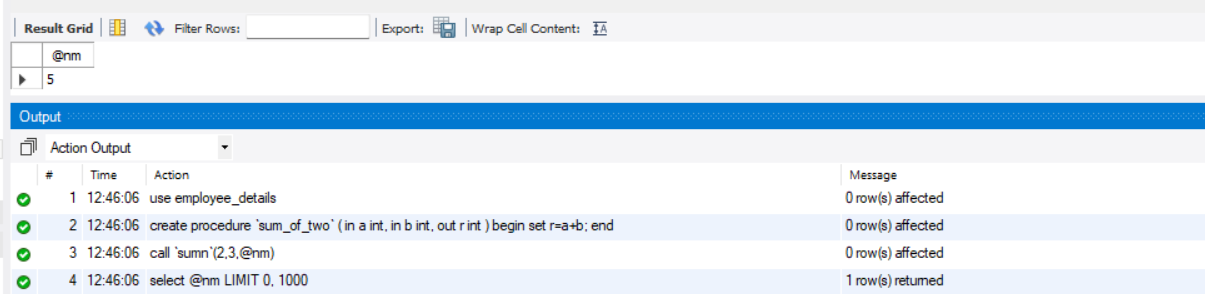 Result Grid Filter Rows: Export: Wrap Cell Content: IA
@nm
5
Output
Action Output
# Time Action Message
1 12:46:06 use employee_details 0 row(s) affected
2 12:46:06 create procedure `sum_of_two` ( in a int, in b int, out r int ) begin set r=a+b; end 0 row(s) affected
3 12:46:06 call `sumn`(2,3,@nm) 0 row(s) affected
4 12:46:06 select @nm LIMIT 0, 1000 1 row(s) returned